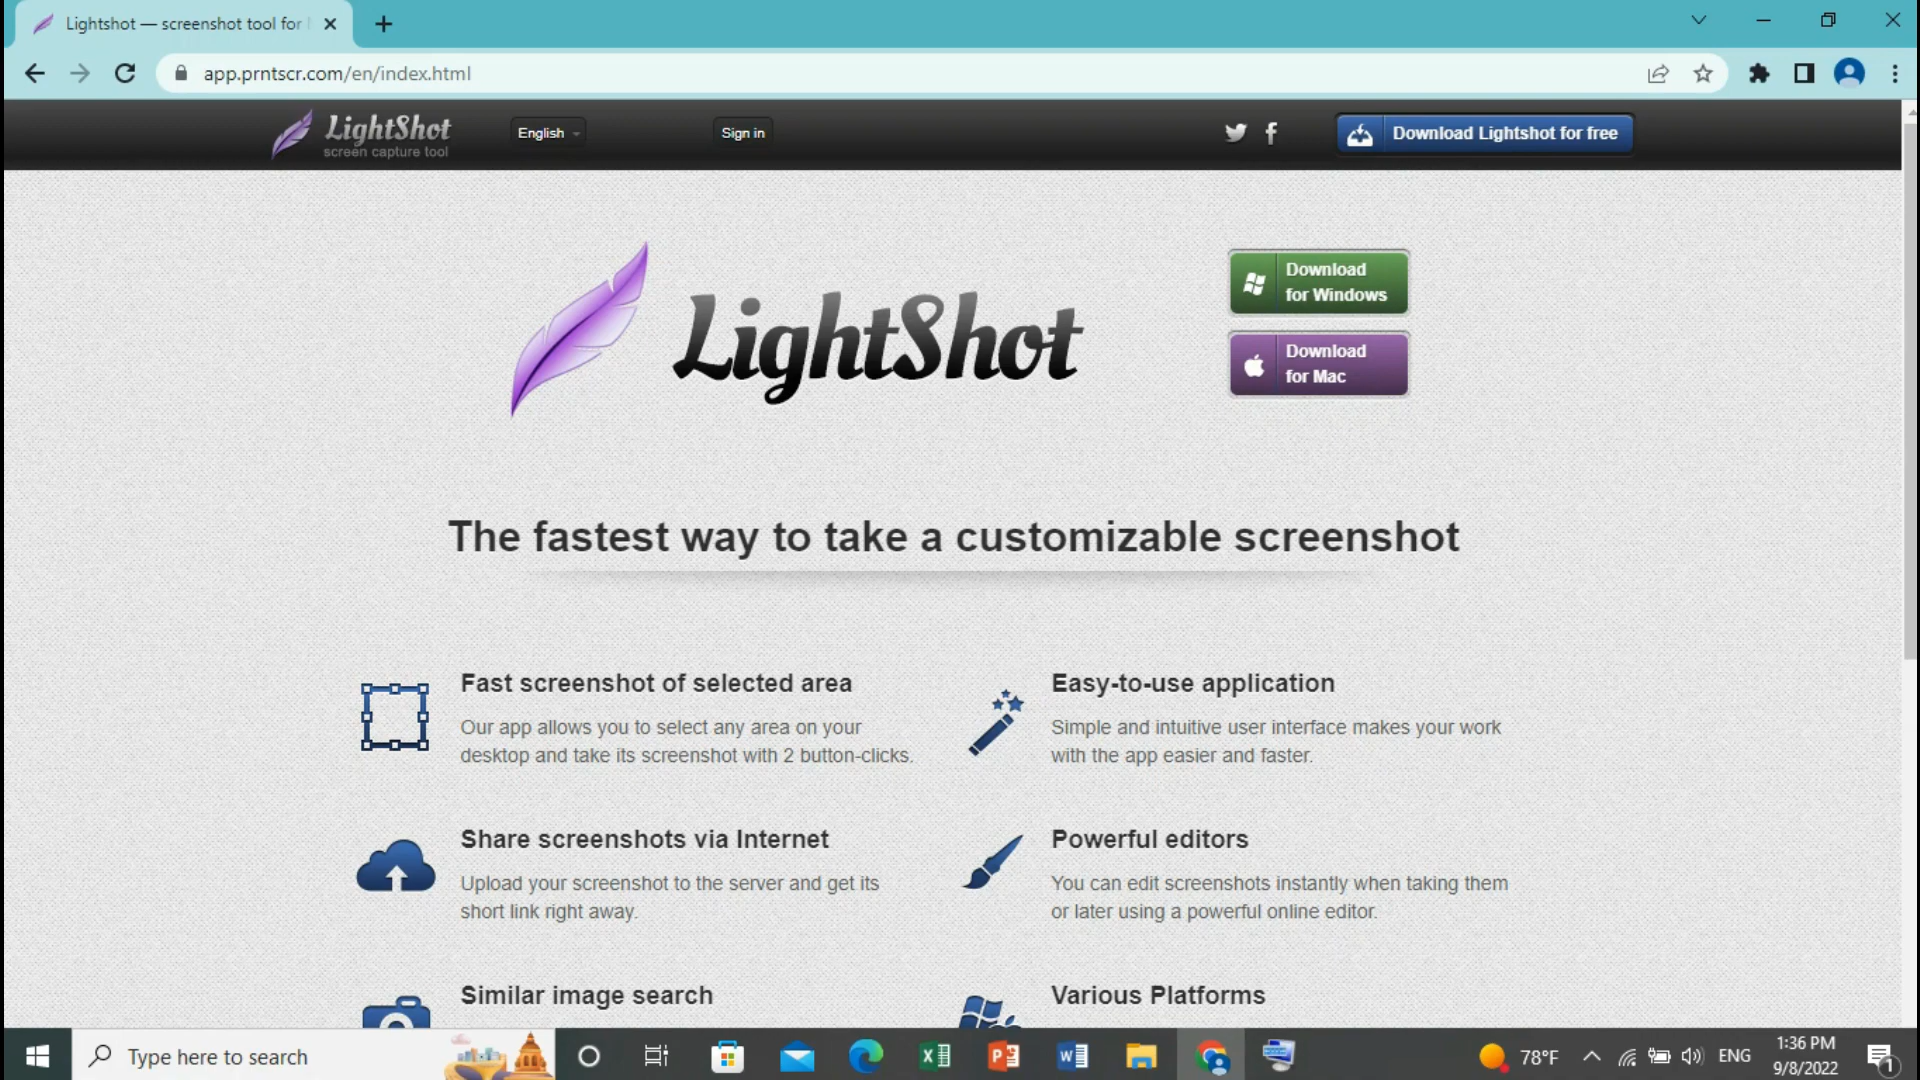 Lightshot — screenshot tool for
app.prntscr.com/en/index.html
LightShot
screen capture tool
English
Sign in
Download Lightshot for free
LightShot
Download
for Windows
Download
for Mac
The fastest way to take a customizable screenshot
Fast screenshot of selected area
Our app allows you to select any area on your
desktop and take its screenshot with 2 button-clicks.
Easy-to-use application
Simple and intuitive user interface makes your work
with the app easier and faster.
Share screenshots via Internet
Upload your screenshot to the server and get its
short link right away.
Powerful editors
You can edit screenshots instantly when taking them
or later using a powerful online editor.
Similar image search
Various Platforms
Type here to search
78°F
ENG
1:36 PM
9/8/2022
1